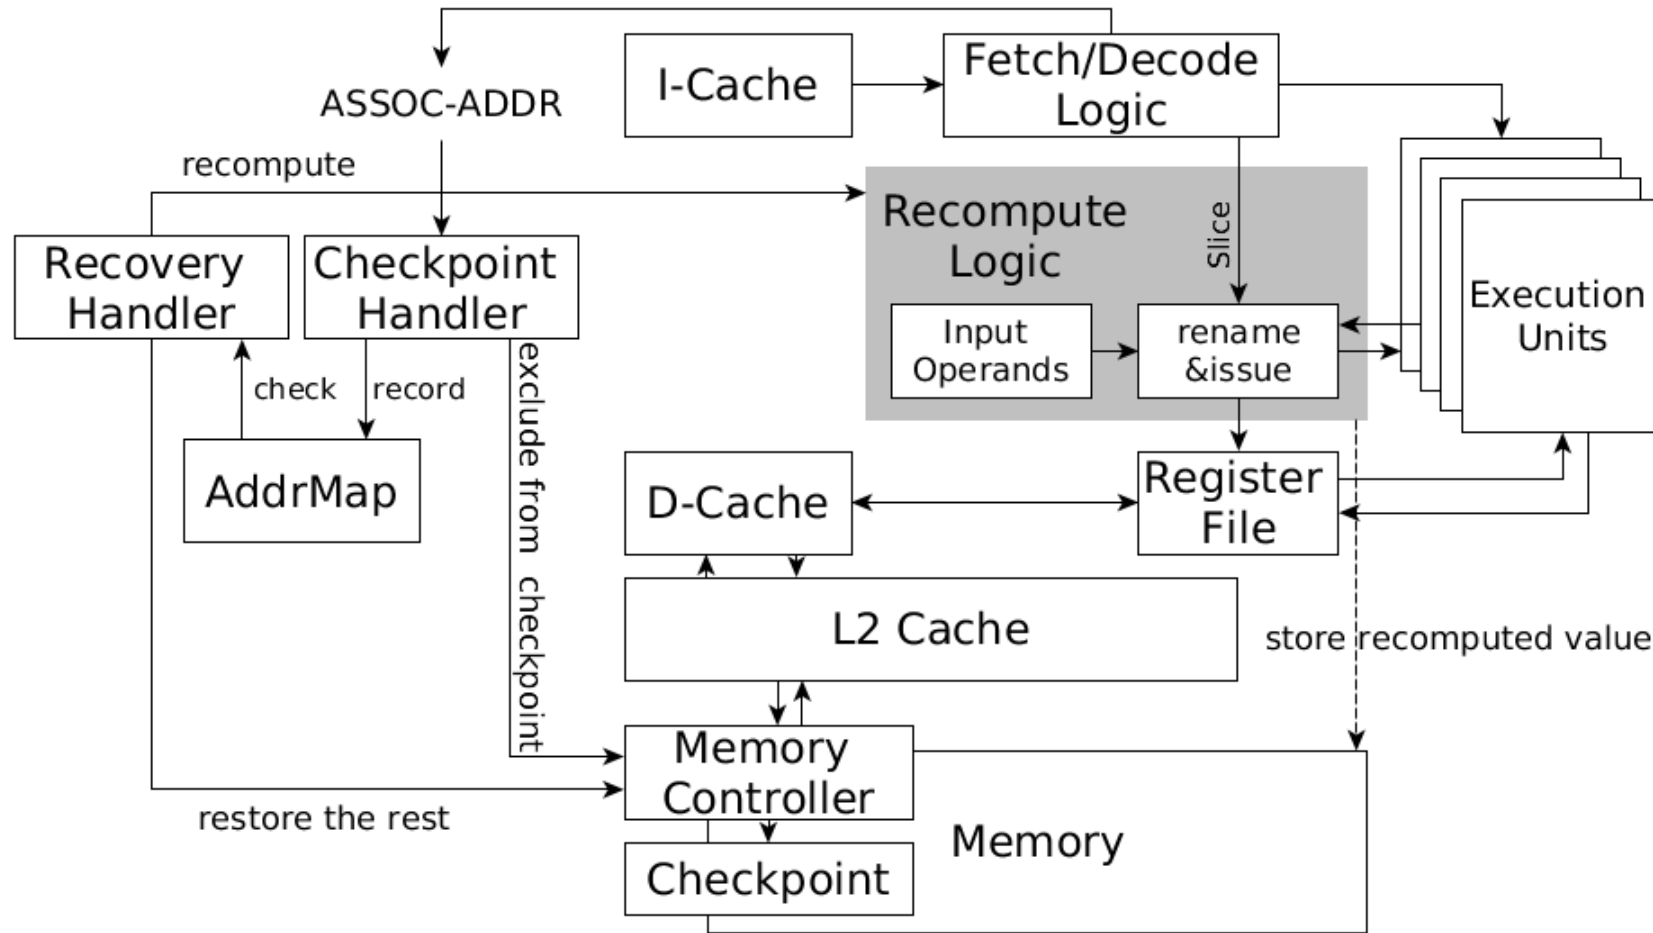 I-Cache
Fetch/Decode
Logic
ASSOC-ADDR
recompute
Recompute
Logic
Slice
Recovery
Handler
Checkpoint
Handler
Execution
Units
Input
Operands
rename
&issue
check
record
exclude from checkpoint
AddrMap
D-Cache
Register
File
L2 Cache
store recomputed value
Memory
Controller
restore the rest
Memory
Checkpoint